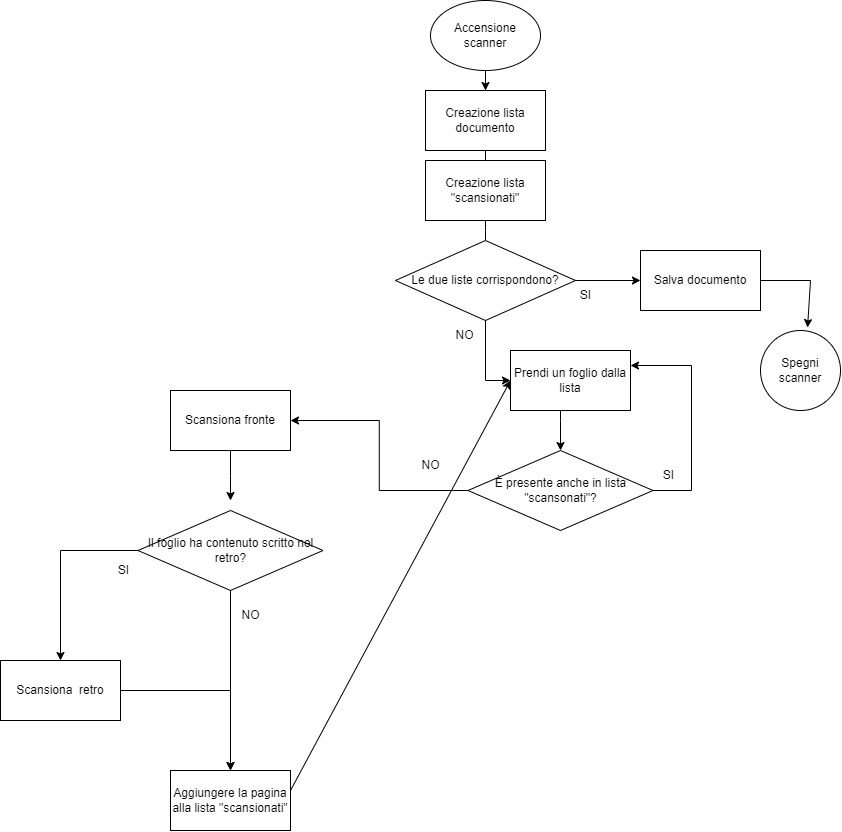 Accensione
scanner
Creazione lista
documento
Creazione lista
"scansionati"
Le due liste corrispondono?
SI
Salva documento
NO
Spegni
scanner
Prendi un foglio dalla
lista
Scansiona fronte
NO
È presente anche in lista
"scansonati"?
SI
Il foglio ha contenuto scritto nel
retro?
SI
NO
Scansiona  retro
Aggiungere la pagina
alla lista "scansionati"